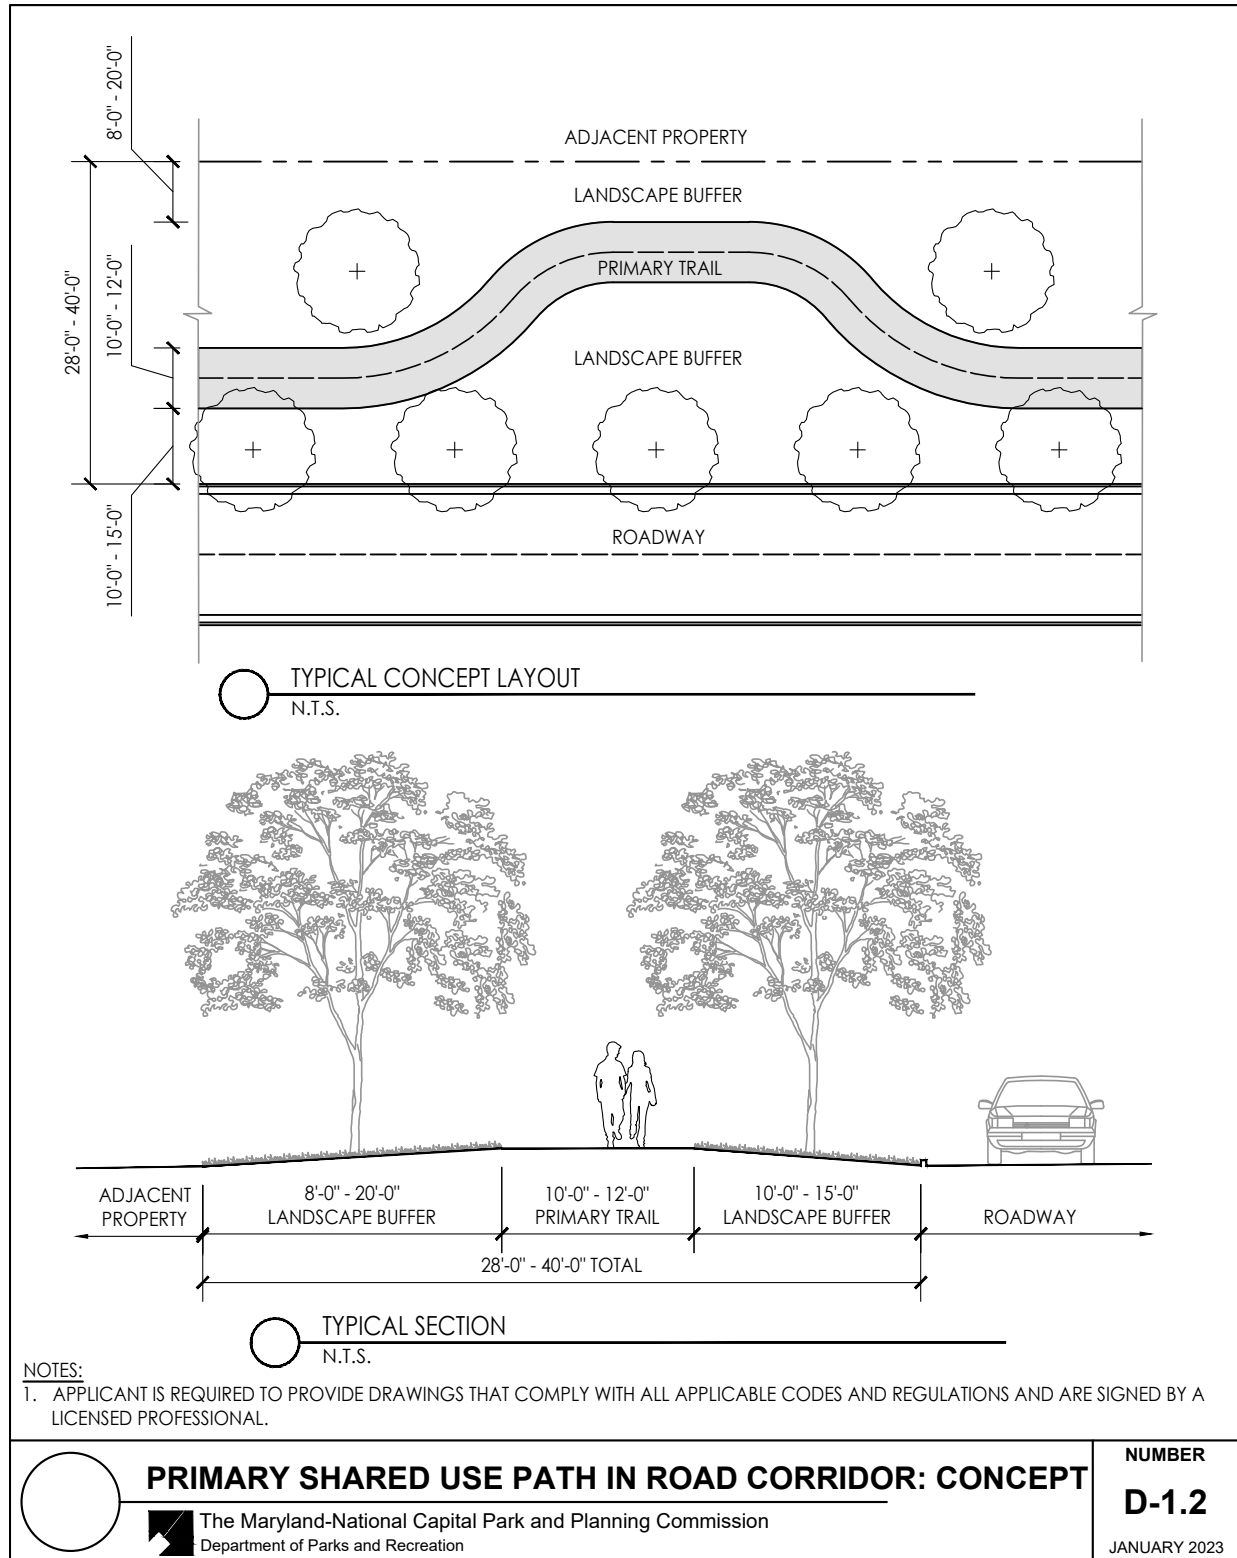 8'-0" - 20'-0"
28'-0" - 40'-0"
10'-0" - 12'-0"
10'-0" - 15'-0"
ADJACENT PROPERTY
LANDSCAPE BUFFER
PRIMARY TRAIL
LANDSCAPE BUFFER
ROADWAY
TYPICAL CONCEPT LAYOUT
N.T.S.
ADJACENT
PROPERTY
8'-0" - 20'-0"
LANDSCAPE BUFFER
10'-0" - 12'-0"
PRIMARY TRAIL
10'-0" - 15'-0"
LANDSCAPE BUFFER
ROADWAY
28'-0" - 40'-0" TOTAL
TYPICAL SECTION
N.T.S.
NOTES:
1. APPLICANT IS REQUIRED TO PROVIDE DRAWINGS THAT COMPLY WITH ALL APPLICABLE CODES AND REGULATIONS AND ARE SIGNED BY A
LICENSED PROFESSIONAL.
PRIMARY SHARED USE PATH IN ROAD CORRIDOR: CONCEPT
The Maryland-National Capital Park and Planning Commission
Department of Parks and Recreation
NUMBER
D-1.2
JANUARY 2023